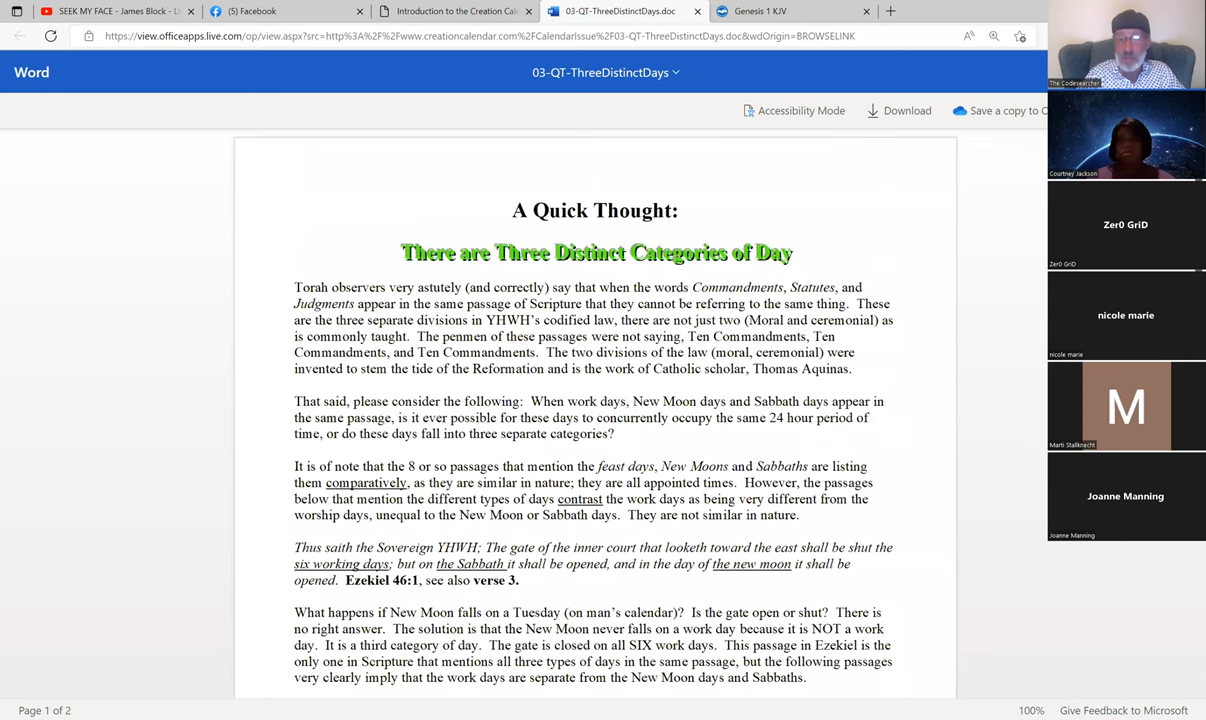 SEEK MY FACE - James Block - Li
(5) Facebook
Introduction to the Creation Cal
03-QT-ThreeDistinctDays.doc
Genesis 1 KJV
https://view.officeapps.live.com/op/view.aspx?src=http%3A%2F%2Fwww.creationcalendar.com%2FCalendarIssue%2F03-QT-ThreeDistinctDays.doc&wdOrigin=BROWSELINK
Word
03-QT-ThreeDistinctDays
Accessibility Mode
Download
Save a copy to O
A Quick Thought:
There are Three Distinct Categories of Day
Torah observers very astutely (and correctly) say that when the words Commandments, Statutes, and
Judgments appear in the same passage of Scripture that they cannot be referring to the same thing. These
are the three separate divisions in YHWH's codified law, there are not just two (Moral and ceremonial) as
is commonly taught. The penmen of these passages were not saying, Ten Commandments, Ten
Commandments, and Ten Commandments. The two divisions of the law (moral, ceremonial) were
invented to stem the tide of the Reformation and is the work of Catholic scholar, Thomas Aquinas.
That said, please consider the following: When work days, New Moon days and Sabbath days appear in
the same passage, is it ever possible for these days to concurrently occupy the same 24 hour period of
time, or do these days fall into three separate categories?
It is of note that the 8 or so passages that mention the feast days, New Moons and Sabbaths are listing
them comparatively, as they are similar in nature; they are all appointed times. However, the passages
below that mention the different types of days contrast the work days as being very different from the
worship days, unequal to the New Moon or Sabbath days. They are not similar in nature.
Thus saith the Sovereign YHWH; The gate of the inner court that looketh toward the east shall be shut the
six working days; but on the Sabbath it shall be opened, and in the day of the new moon it shall be
opened. Ezekiel 46:1, see also verse 3.
What happens if New Moon falls on a Tuesday (on man's calendar)? Is the gate open or shut? There is
no right answer. The solution is that the New Moon never falls on a work day because it is NOT a work
day. It is a third category of day. The gate is closed on all SIX work days. This passage in Ezekiel is the
only one in Scripture that mentions all three types of days in the same passage, but the following passages
very clearly imply that the work days are separate from the New Moon days and Sabbaths.
Page 1 of 2
100%
Give Feedback to Microsoft
The Codesearcher
Courtney Jackson
Zer0 GriD
Zer0 GriD
nicole marie
nicole marie
M
Marti Stallknecht
Joanne Manning
Joanne Manning